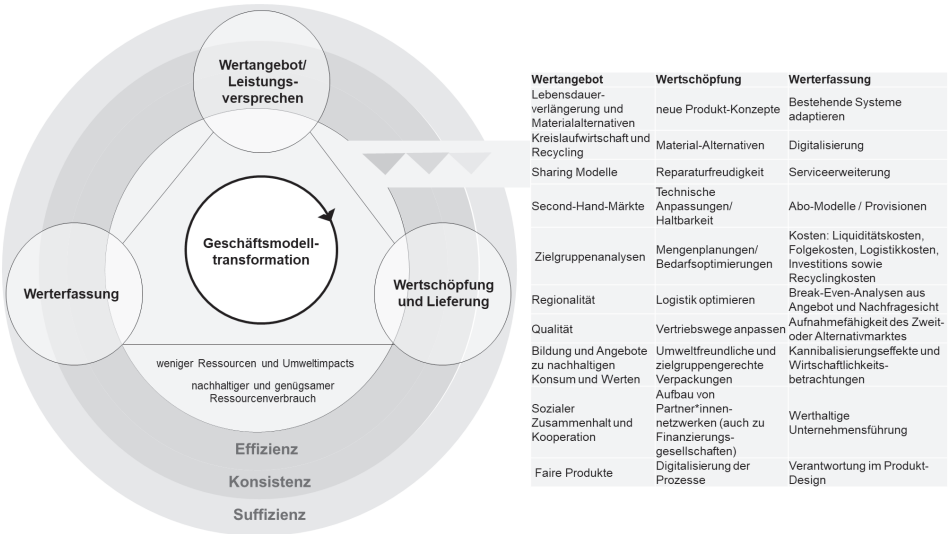 Wertangebot/
Leistungs-
versprechen
Geschäftsmodell-
transformation
Werterfassung
Wertschöpfung
und Lieferung
weniger Ressourcen und Umweltimpacts
nachhaltiger und genügsamer
Ressourcenverbrauch
Effizienz
Konsistenz
Suffizienz
Wertangebot
Wertschöpfung
Werterfassung
Lebensdauer-
verlängerung und
Materialalternativen
neue Produkt-Konzepte
Bestehende Systeme
adaptieren
Kreislaufwirtschaft und
Recycling
Material-Alternativen
Digitalisierung
Sharing Modelle
Reparaturfreudigkeit
Serviceerweiterung
Second-Hand-Märkte
Technische
Anpassungen/
Haltbarkeit
Abo-Modelle / Provisionen
Zielgruppenanalysen
Mengenplanungen/
Bedarfsoptimierungen
Kosten: Liquiditätskosten,
Folgekosten, Logistikkosten,
Investitions sowie
Recyclingkosten
Regionalität
Logistik optimieren
Break-Even-Analysen aus
Angebot und Nachfragesicht
Qualität
Vertriebswege anpassen
Aufnahmefähigkeit des Zweit-
oder Alternativmarktes
Bildung und Angebote
zu nachhaltigen
Konsum und Werten
Umweltfreundliche und
zielgruppengerechte
Verpackungen
Kannibalisierungseffekte und
Wirtschaftlichkeits-
betrachtungen
Sozialer
Zusammenhalt und
Kooperation
Aufbau von
Partner*innen-
netzwerken (auch zu
Finanzierungs-
gesellschaften)
Werthaltige
Unternehmensführung
Faire Produkte
Digitalisierung der
Prozesse
Verantwortung im Produkt-
Design